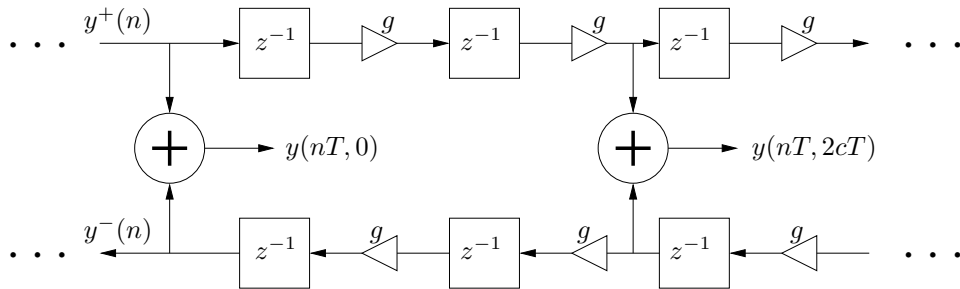 y⁺(n) g g g
. . . z⁻¹ z⁻¹ z⁻¹ . . .
+ y(nT, 0) + y(nT, 2cT)
y⁻(n) g g g
. . . z⁻¹ z⁻¹ z⁻¹ . . .